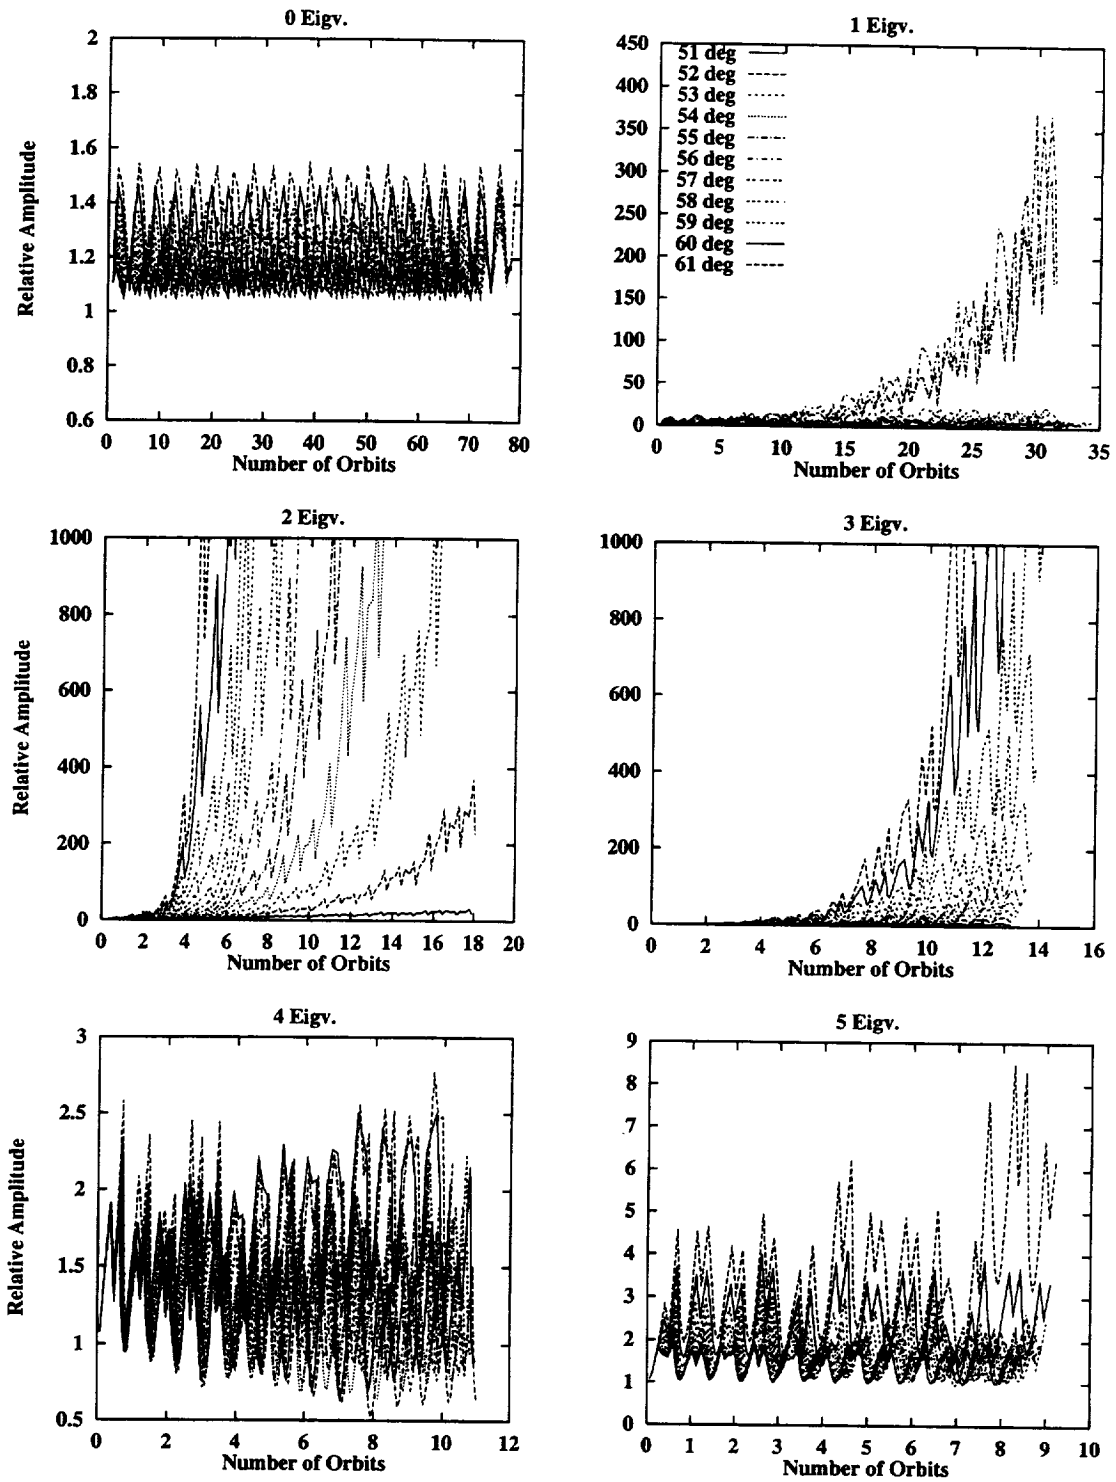 0 Eigv.
2
1.8
1.6
1.4
1.2
1
0.8
0.6
Relative Amplitude
0 10 20 30 40 50 60 70 80
Number of Orbits
1 Eigv.
450
400
350
300
250
200
150
100
50
0
51 deg
52 deg
53 deg
54 deg
55 deg
56 deg
57 deg
58 deg
59 deg
60 deg
61 deg
0 5 10 15 20 25 30 35
Number of Orbits
2 Eigv.
1000
800
600
400
200
0
Relative Amplitude
0 2 4 6 8 10 12 14 16 18 20
Number of Orbits
3 Eigv.
1000
800
600
400
200
0
0 2 4 6 8 10 12 14 16
Number of Orbits
4 Eigv.
3
2.5
2
1.5
1
0.5
Relative Amplitude
0 2 4 6 8 10 12
Number of Orbits
5 Eigv.
9
8
7
6
5
4
3
2
1
0
0 1 2 3 4 5 6 7 8 9 10
Number of Orbits